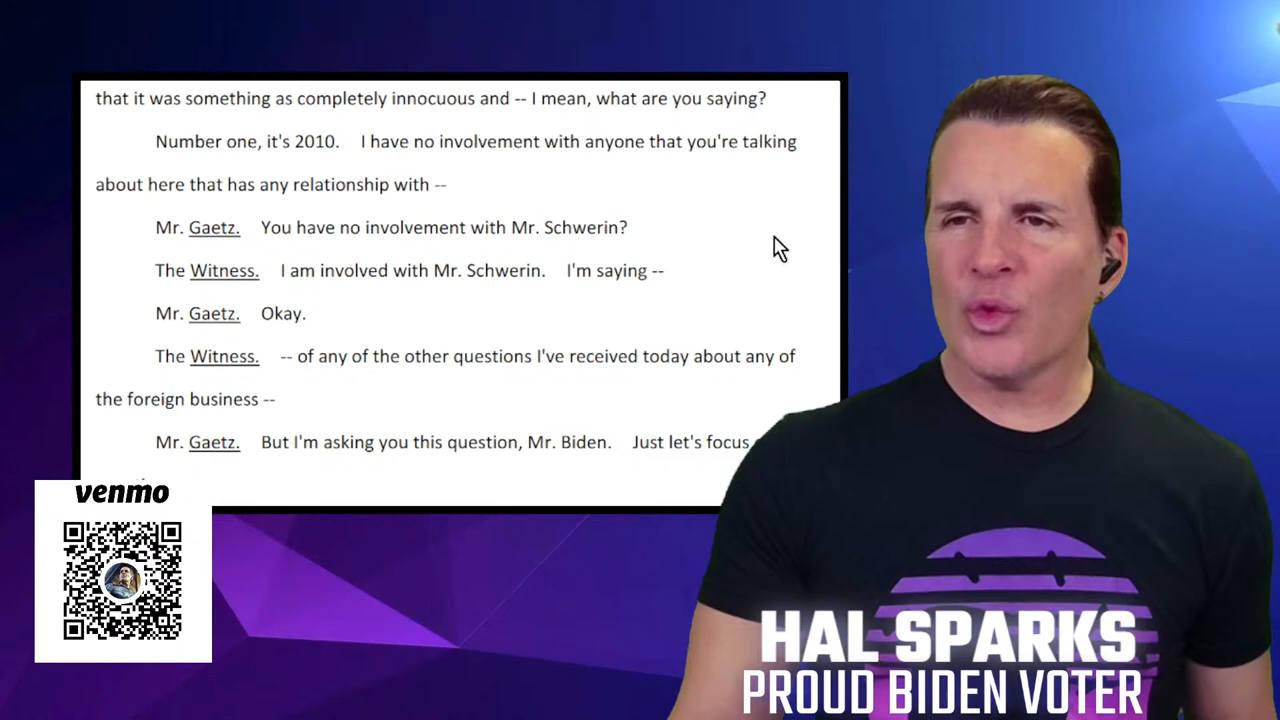 that it was something as completely innocuous and -- I mean, what are you saying?
Number one, it's 2010. I have no involvement with anyone that you're talking
about here that has any relationship with --
Mr. Gaetz. You have no involvement with Mr. Schwerin?
The Witness. I am involved with Mr. Schwerin. I'm saying --
Mr. Gaetz. Okay.
The Witness. -- of any of the other questions I've received today about any of
the foreign business --
Mr. Gaetz. But I'm asking you this question, Mr. Biden. Just let's focus
venmo
HAL SPARKS
PROUD BIDEN VOTER